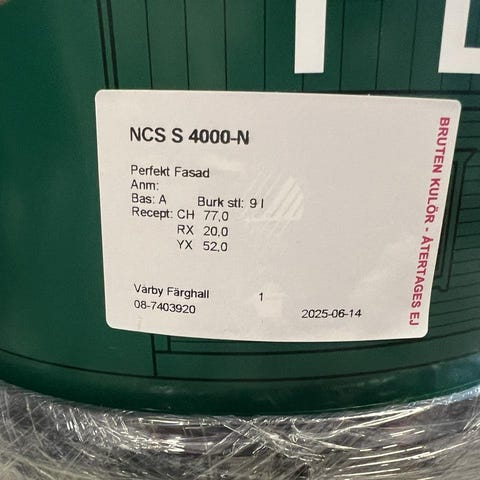 NCS S 4000-N
Perfekt Fasad
Anm:
Bas: A Burk stl: 9 l
Recept: CH 77,0
RX 20,0
YX 52,0
Värby Färghall 1
08-7403920 2025-06-14
BRUTEN KULÖR - ÅTERTAGES EJ